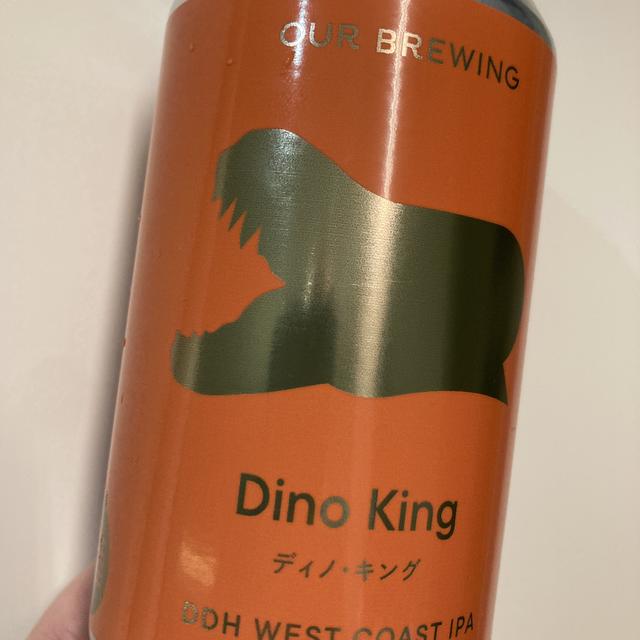 OUR BREWING
Dino King
ディノ・キング
DDH WEST COAST IPA